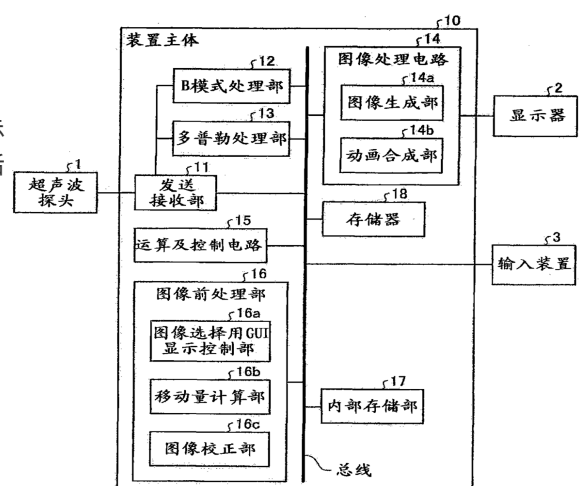 10
装置主体
12
B模式处理部
13
多普勒处理部
11
发送
接收部
1
超声波
探头
15
运算及控制电路
16
图像前处理部
16a
图像选择用GUI
显示控制部
16b
移动量计算部
16c
图像校正部
14
图像处理电路
14a
图像生成部
14b
动画合成部
2
显示器
18
存储器
3
输入装置
17
内部存储部
总线